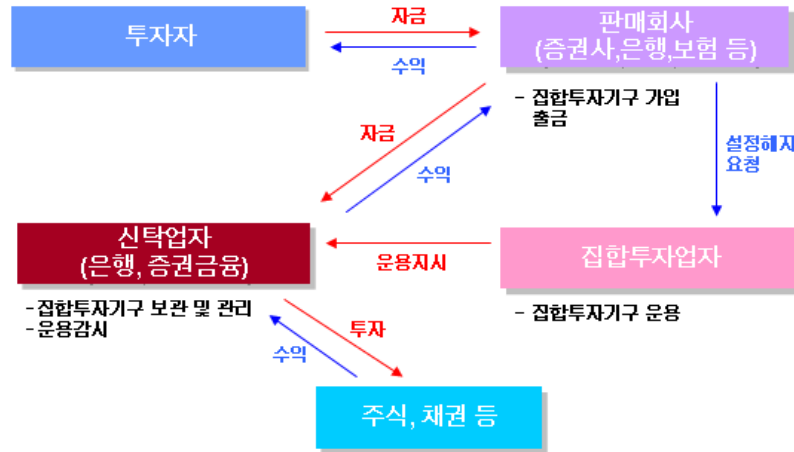 투자자
자금
수익
판매회사
(증권사,은행,보험 등)
- 집합투자기구 가입
출금
자금
수익
설정해지
요청
신탁업자
(은행, 증권금융)
운용지시
집합투자업자
-집합투자기구 보관 및 관리
-운용감시
- 집합투자기구 운용
투자
수익
주식, 채권 등